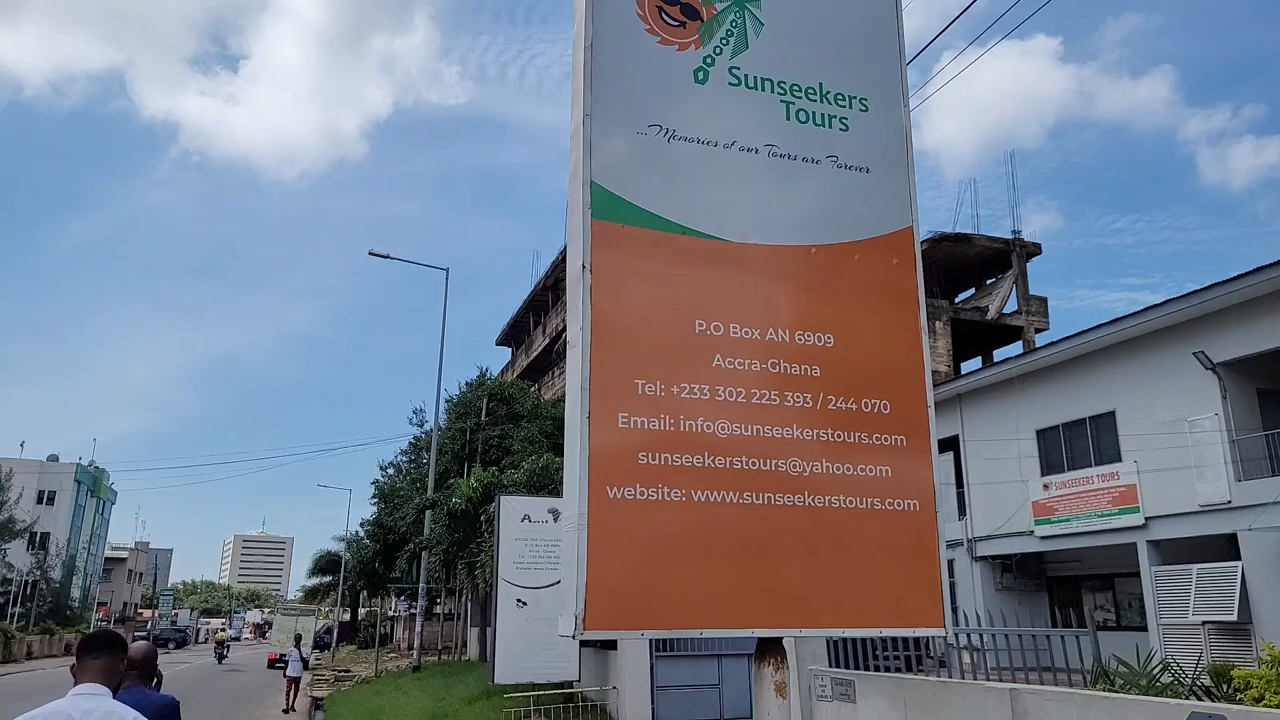 Sunseekers
Tours
...Memories of our Tours are Forever
P.O Box AN 6909
Accra-Ghana
Tel: +233 302 225 393 / 244 070
Email: info@sunseekerstours.com
sunseekerstours@yahoo.com
website: www.sunseekerstours.com
SUNSEEKERS TOURS